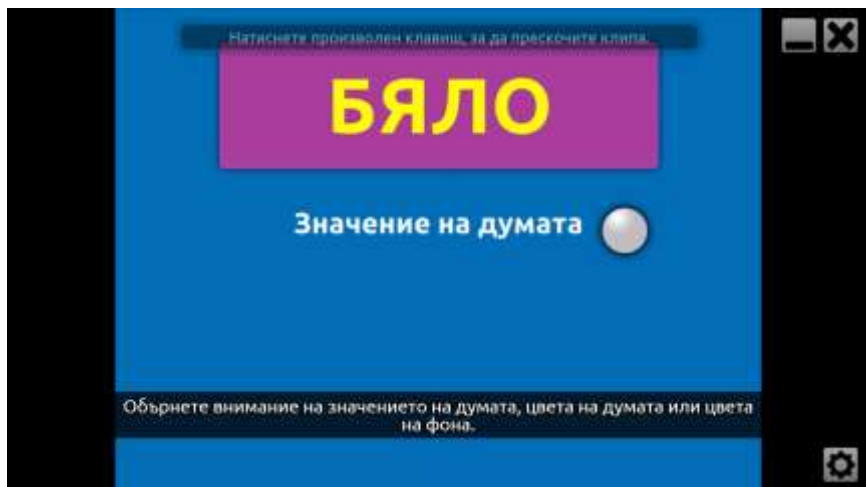 Натиснете произволен клавиш, за да прескочите клипа.
БЯЛО
Значение на думата
Обърнете внимание на значението на думата, цвета на думата или цвета
на фона.